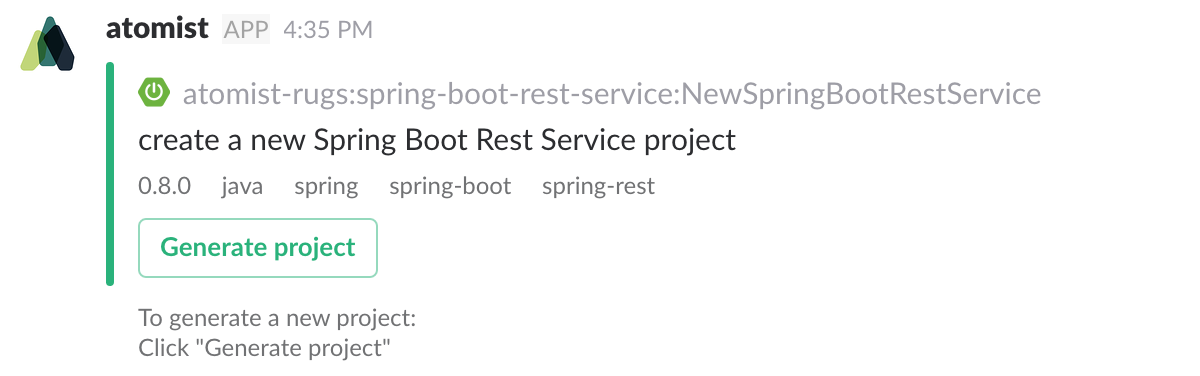 atomist APP 4:35 PM
atomist-rugs:spring-boot-rest-service:NewSpringBootRestService
create a new Spring Boot Rest Service project
0.8.0 java spring spring-boot spring-rest
Generate project
To generate a new project:
Click "Generate project"